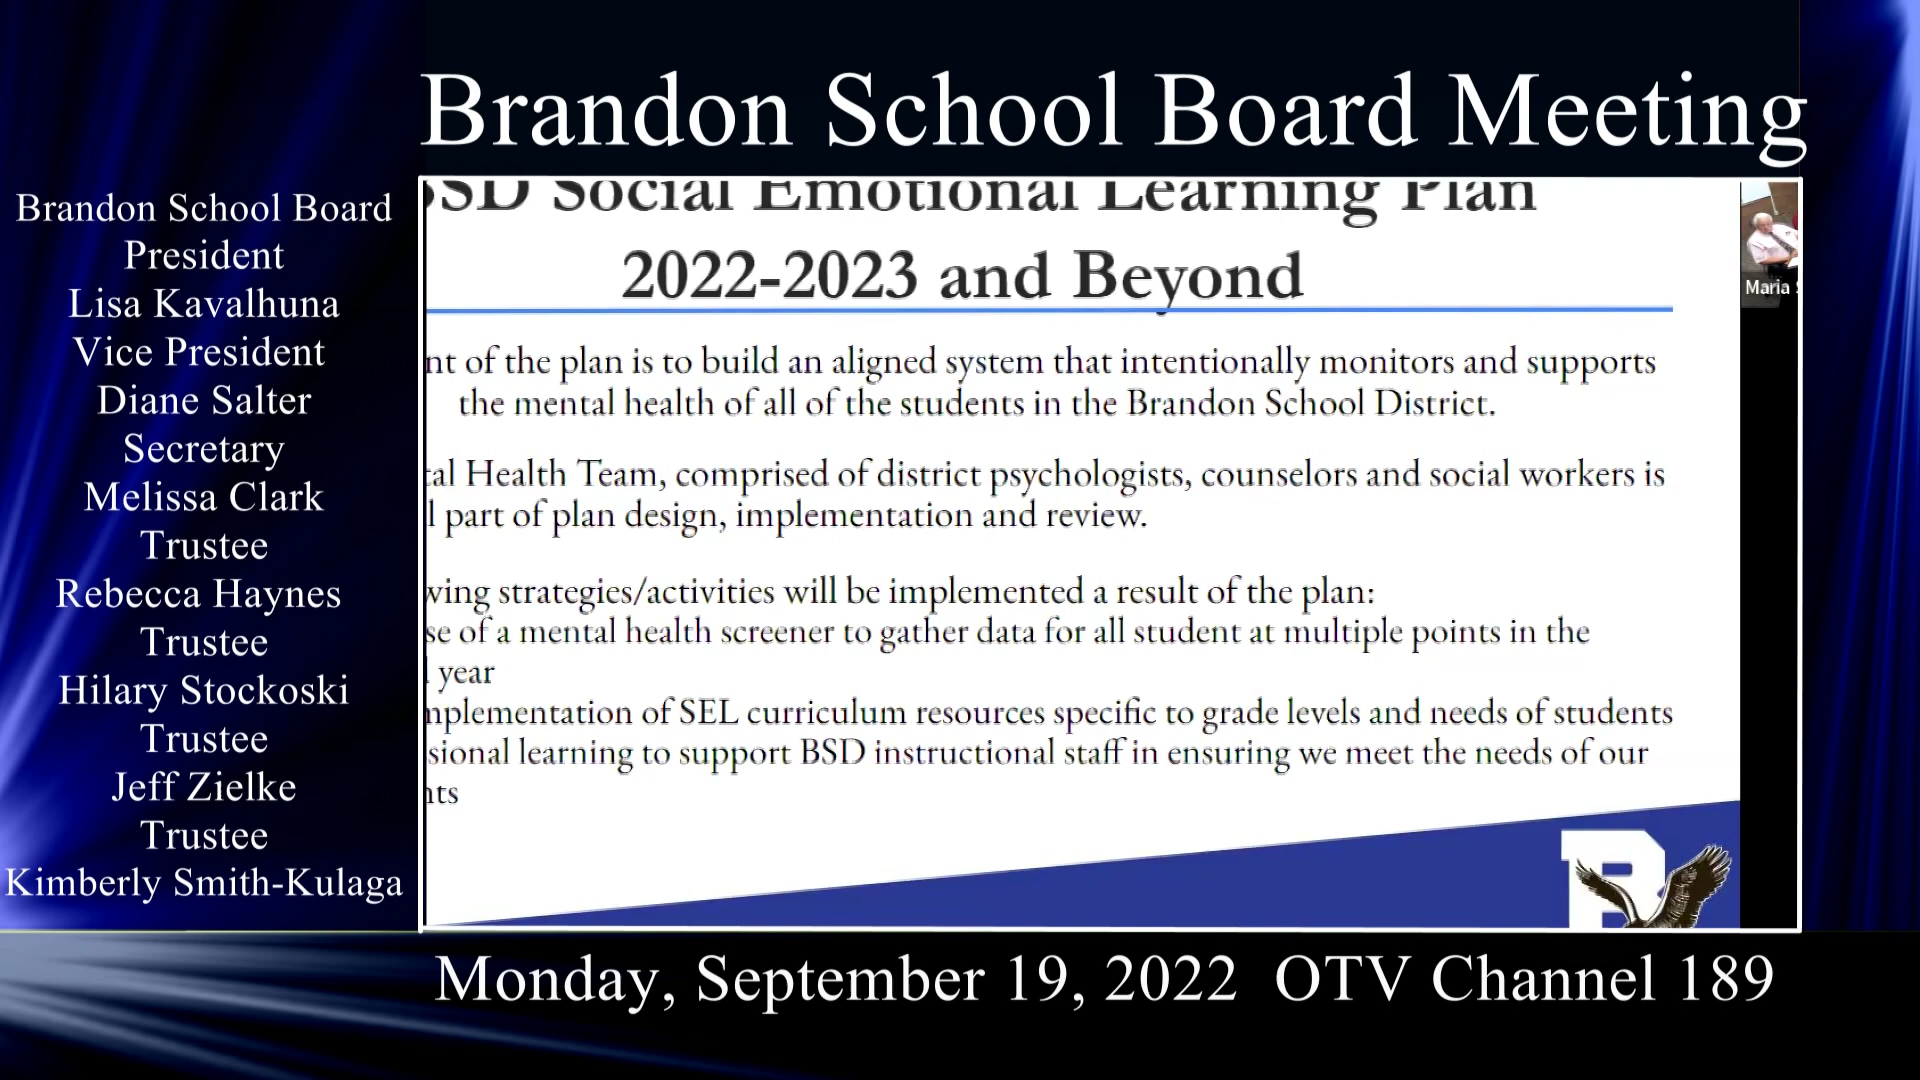 Brandon School Board Meeting
Brandon School Board
President
Lisa Kavalhuna
Vice President
Diane Salter
Secretary
Melissa Clark
Trustee
Rebecca Haynes
Trustee
Hilary Stockoski
Trustee
Jeff Zielke
Trustee
Kimberly Smith-Kulaga
BSD Social Emotional Learning Plan
2022-2023 and Beyond
of the plan is to build an aligned system that intentionally monitors and supports
the mental health of all of the students in the Brandon School District.
Health Team, comprised of district psychologists, counselors and social workers is
part of plan design, implementation and review.
strategies/activities will be implemented a result of the plan:
of a mental health screener to gather data for all student at multiple points in the
year
of SEL curriculum resources specific to grade levels and needs of students
learning to support BSD instructional staff in ensuring we meet the needs of our
Maria
B
Monday, September 19, 2022 OTV Channel 189